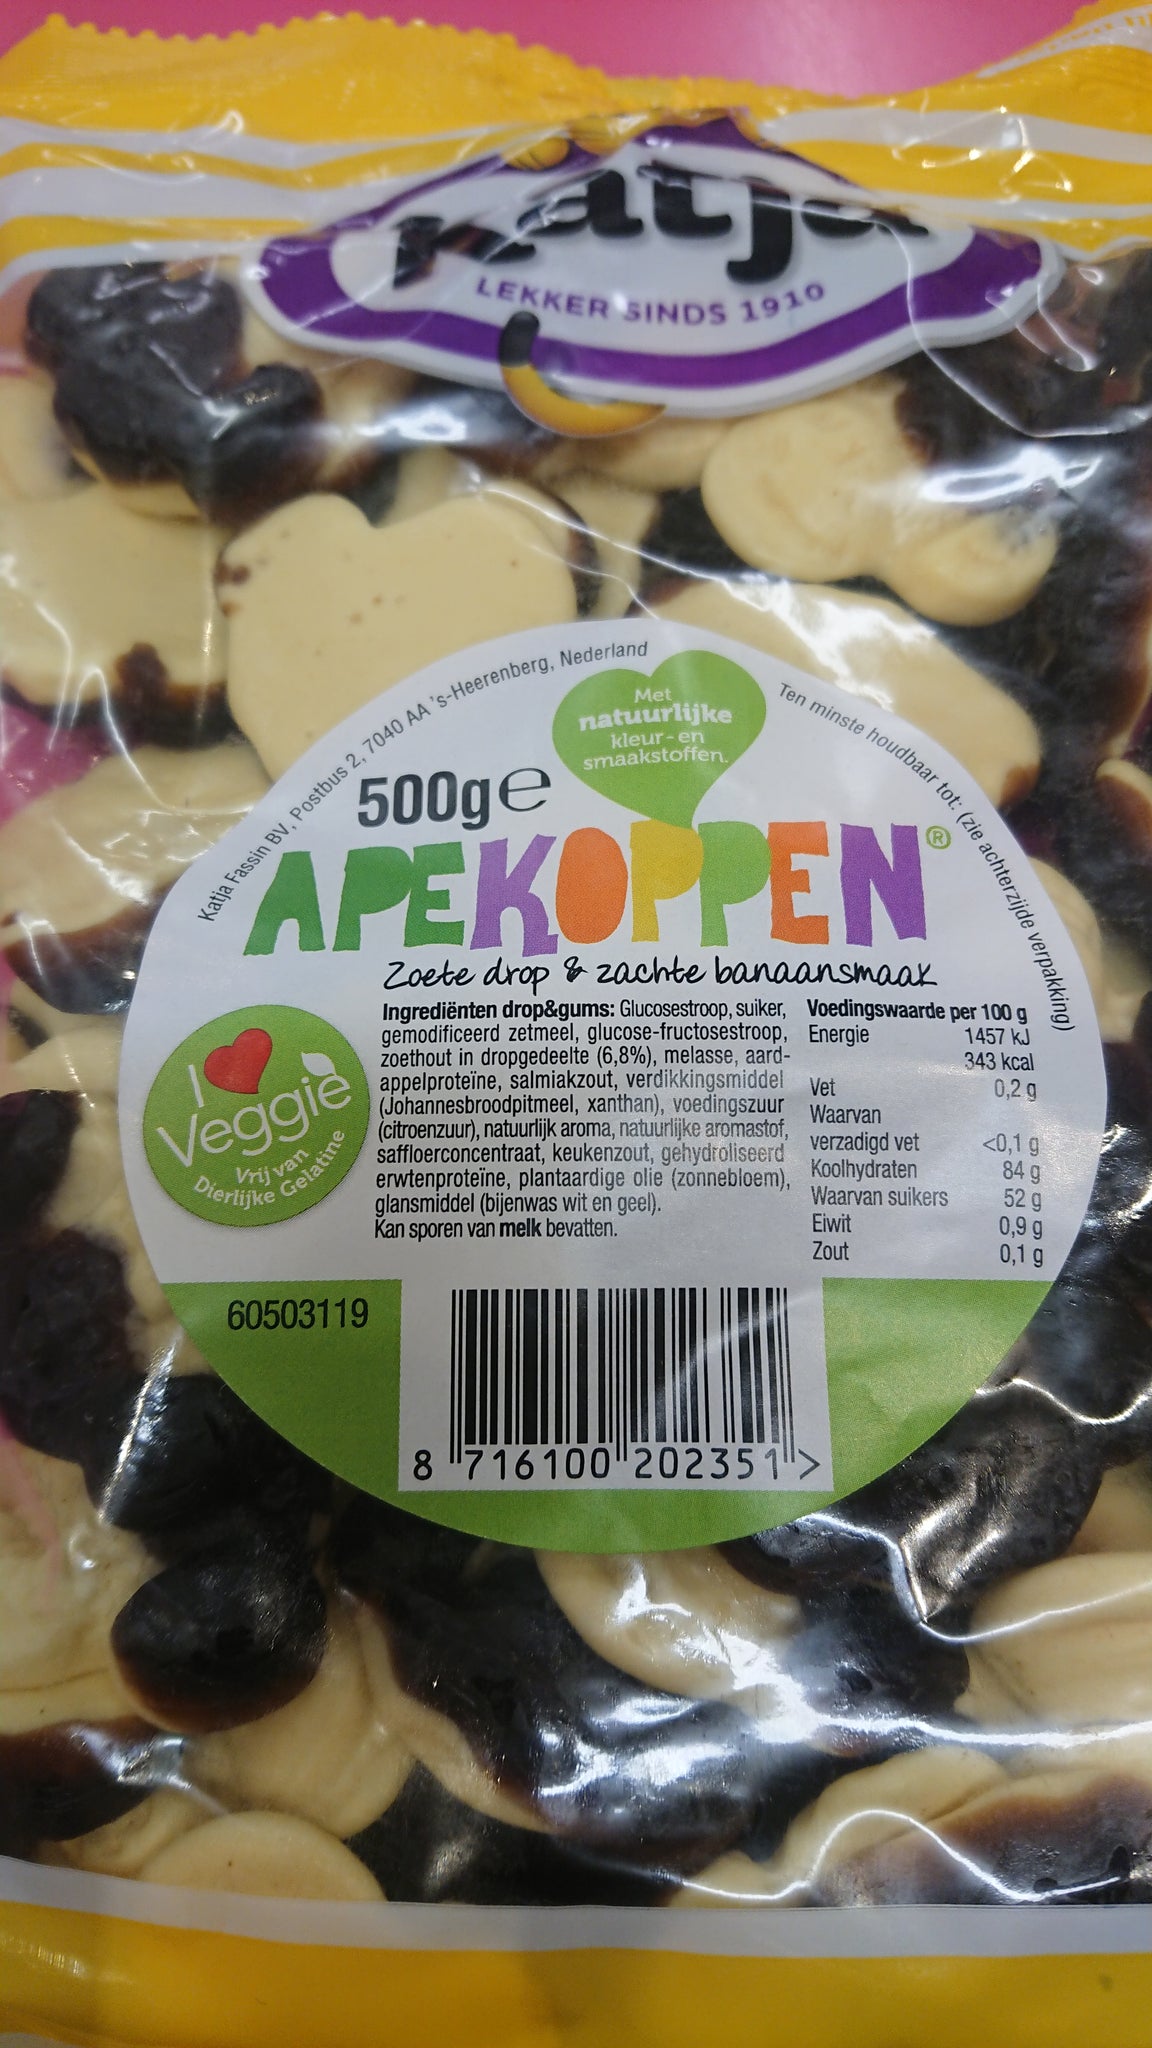 Katja
LEKKER SINDS 1910
Katja Fassin BV, Postbus 2, 7040 AA 's-Heerenberg, Nederland
Met
natuurlijke
kleur- en
smaakstoffen.
Ten minste houdbaar tot: (zie achterzijde verpakking)
500g e
APEKOPPEN®
Zoete drop & zachte banaansmaak
I
Veggie
Vrij van
Dierlijke Gelatine
Ingrediënten drop&gums: Glucosestroop, suiker,
gemodificeerd zetmeel, glucose-fructosestroop,
zoethout in dropgedeelte (6,8%), melasse, aard-
appelproteïne, salmiakzout, verdikkingsmiddel
(Johannesbroodpitmeel, xanthan), voedingszuur
(citroenzuur), natuurlijk aroma, natuurlijke aromastof,
saffloerconcentraat, keukenzout, gehydroliseerd
erwtenproteïne, plantaardige olie (zonnebloem),
glansmiddel (bijenwas wit en geel).
Kan sporen van melk bevatten.
Voedingswaarde per 100 g
Energie 1457 kJ
343 kcal
Vet 0,2 g
Waarvan
verzadigd vet <0,1 g
Koolhydraten 84 g
Waarvan suikers 52 g
Eiwit 0,9 g
Zout 0,1 g
60503119
8 716100 202351 >